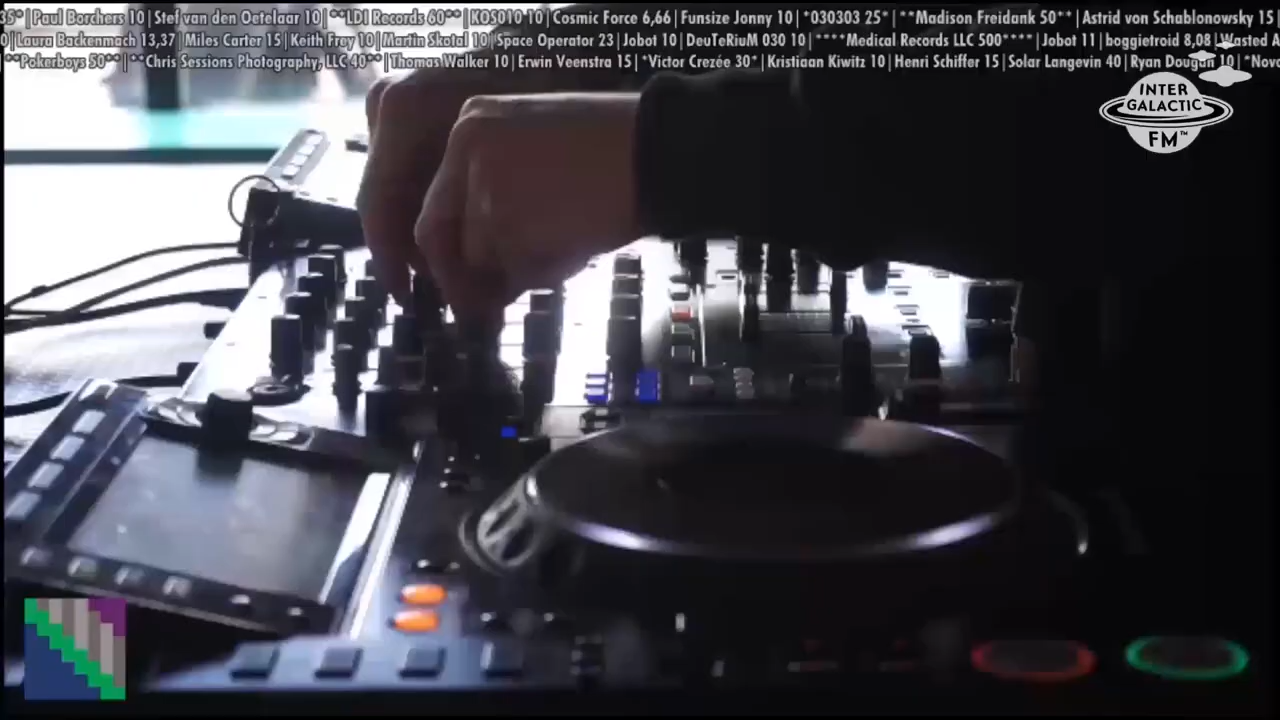 35* | Paul Borchers 10 | Stef van den Oetelaar 10 | **LDI Records 60** | KOS010 10 | Cosmic Force 6,66 | Funsize Jonny 10 | *030303 25* | **Madison Freidank 50** | Astrid von Schablonowsky 15
0 | Laura Backenmach 13,37 | Miles Carter 15 | Keith Fray 10 | Martin Skotal 10 | Space Operator 23 | Jobot 10 | DeuTeRiuM 030 10 | ****Medical Records LLC 500**** | Jobot 11 | boggietroid 8,08 | Wasted A
**Pokerboys 50** | **Chris Sessions Photography, LLC 40** | Thomas Walker 10 | Erwin Veenstra 15 | *Victor Crezée 30* | Kristiaan Kiwitz 10 | Henri Schiffer 15 | Solar Langevin 40 | Ryan Dougan 10 | *Nova
INTER
GALACTIC
FM™